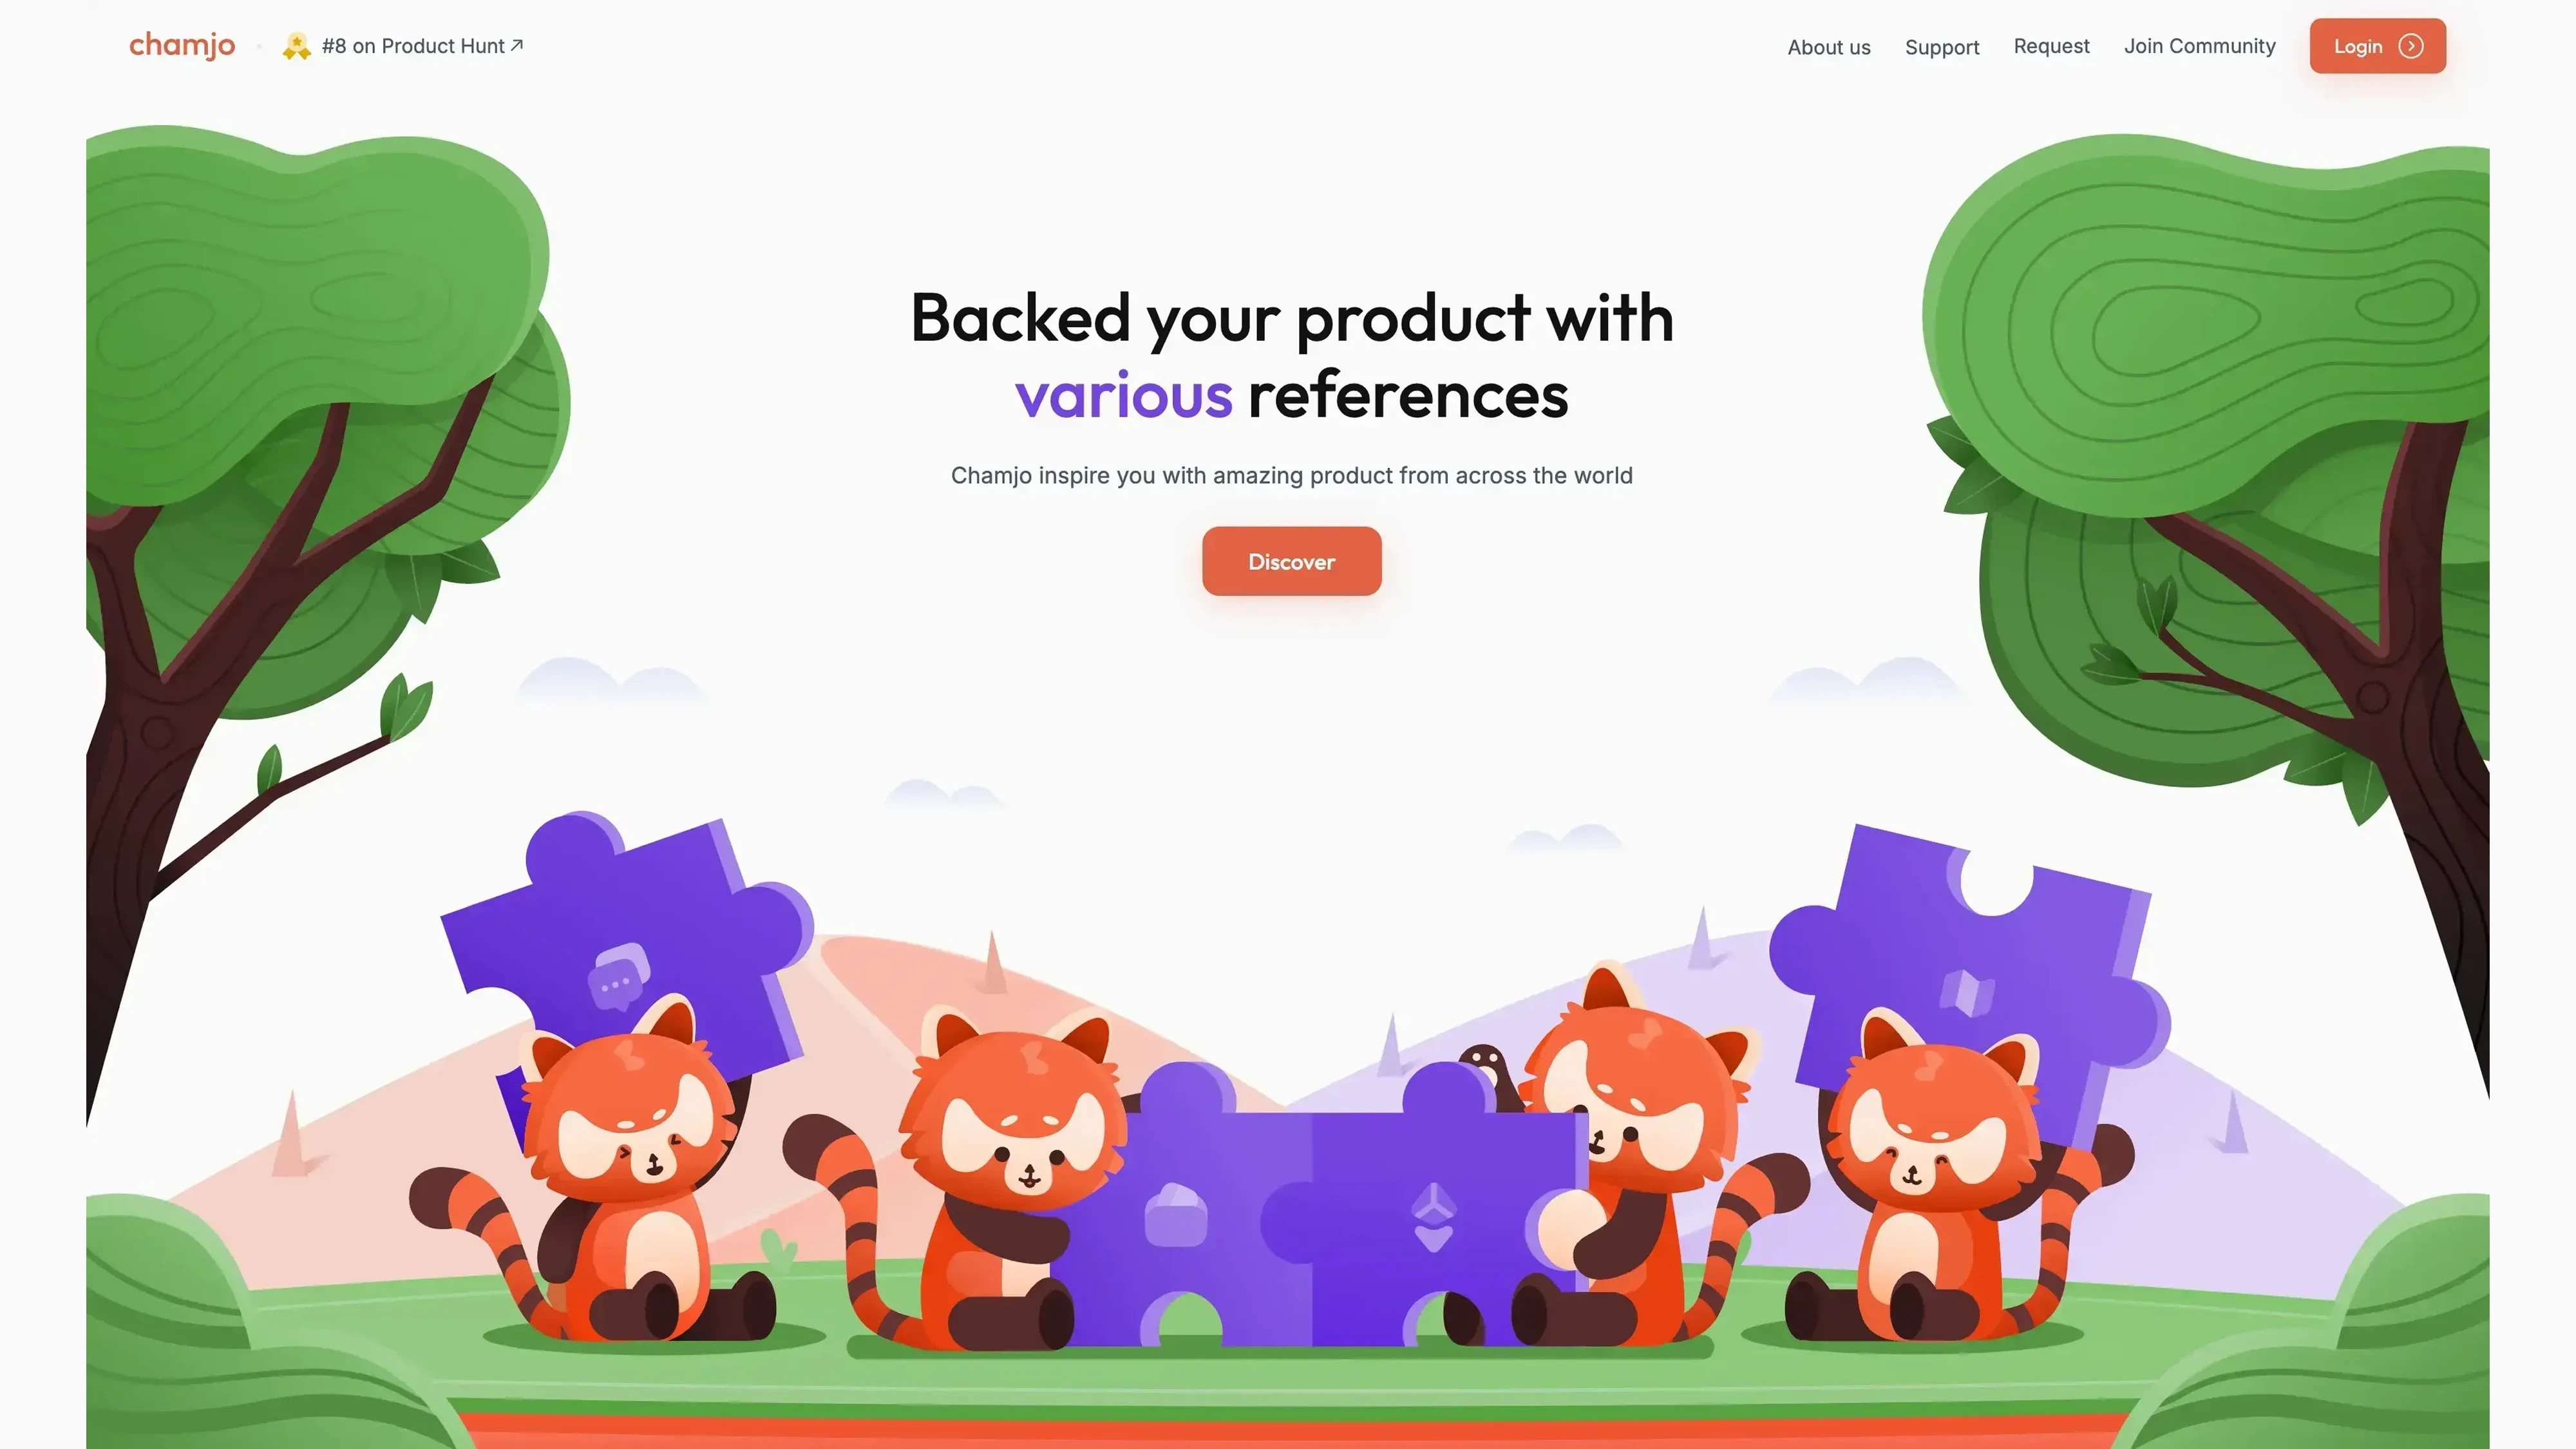 chamjo
#8 on Product Hunt
About us
Support
Request
Join Community
Login
Backed your product with
various references
Chamjo inspire you with amazing product from across the world
Discover